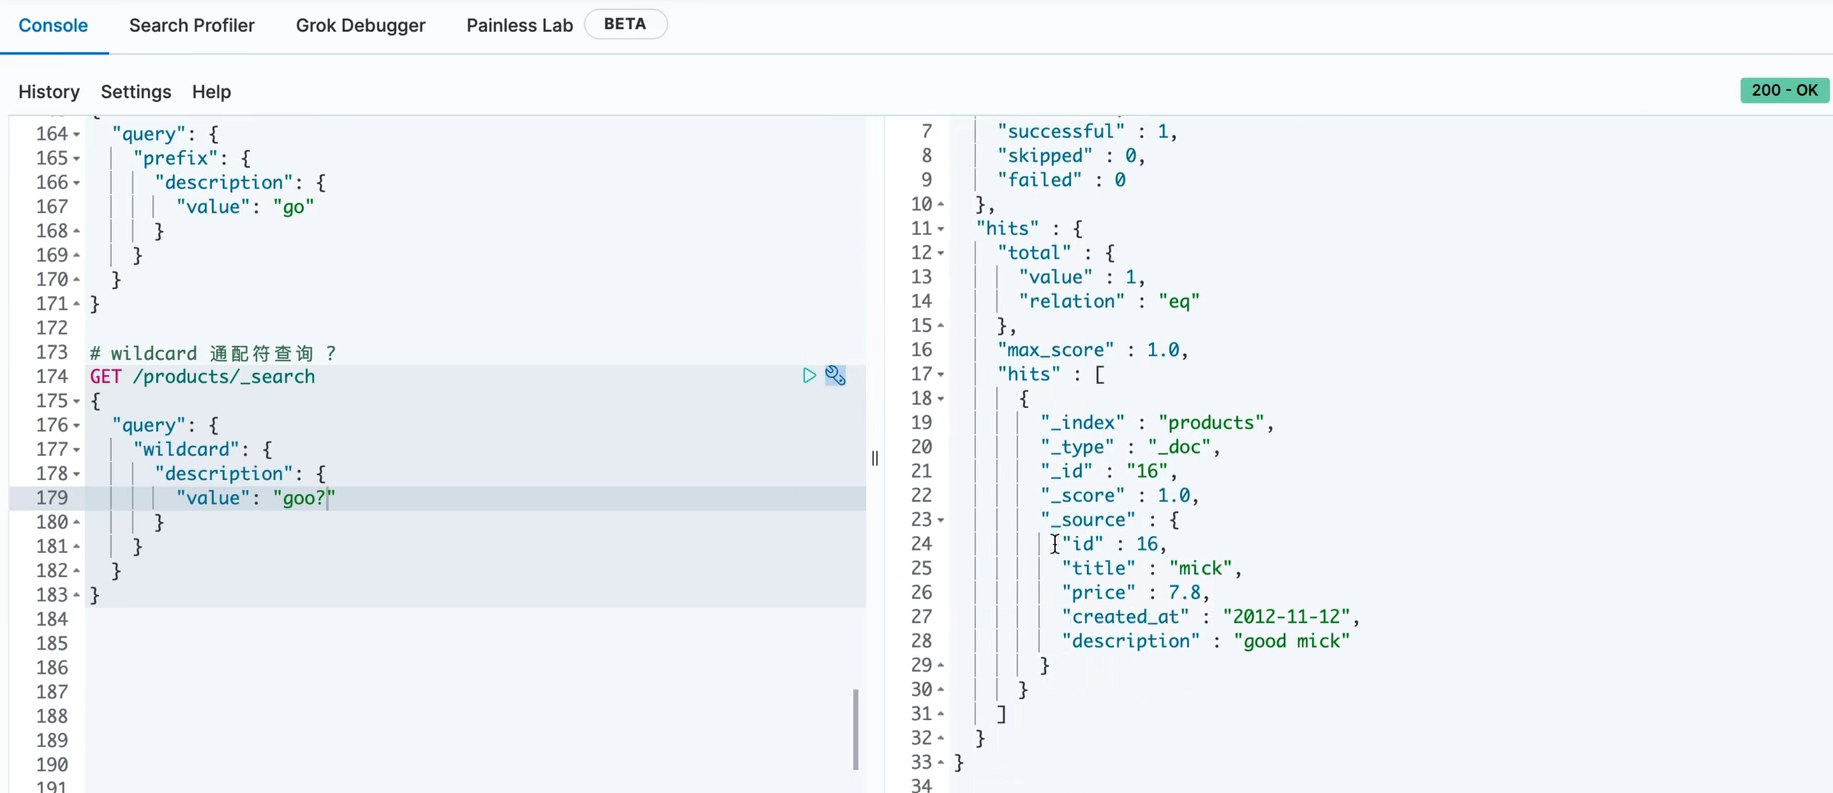 Console Search Profiler Grok Debugger Painless Lab BETA
History Settings Help
200 - OK
164 "query": {
165 "prefix": {
166 "description": {
167 "value": "go"
168 }
169 }
170 }
171 }
172
173 # wildcard 通配符查询 ?
174 GET /products/_search
175 {
176 "query": {
177 "wildcard": {
178 "description": {
179 "value": "goo?"
180 }
181 }
182 }
183 }
184
185
186
187
188
189
190
191
7 "successful" : 1,
8 "skipped" : 0,
9 "failed" : 0
10 },
11 "hits" : {
12 "total" : {
13 "value" : 1,
14 "relation" : "eq"
15 },
16 "max_score" : 1.0,
17 "hits" : [
18 {
19 "_index" : "products",
20 "_type" : "_doc",
21 "_id" : "16",
22 "_score" : 1.0,
23 "_source" : {
24 "id" : 16,
25 "title" : "mick",
26 "price" : 7.8,
27 "created_at" : "2012-11-12",
28 "description" : "good mick"
29 }
30 }
31 ]
32 }
33 }
34